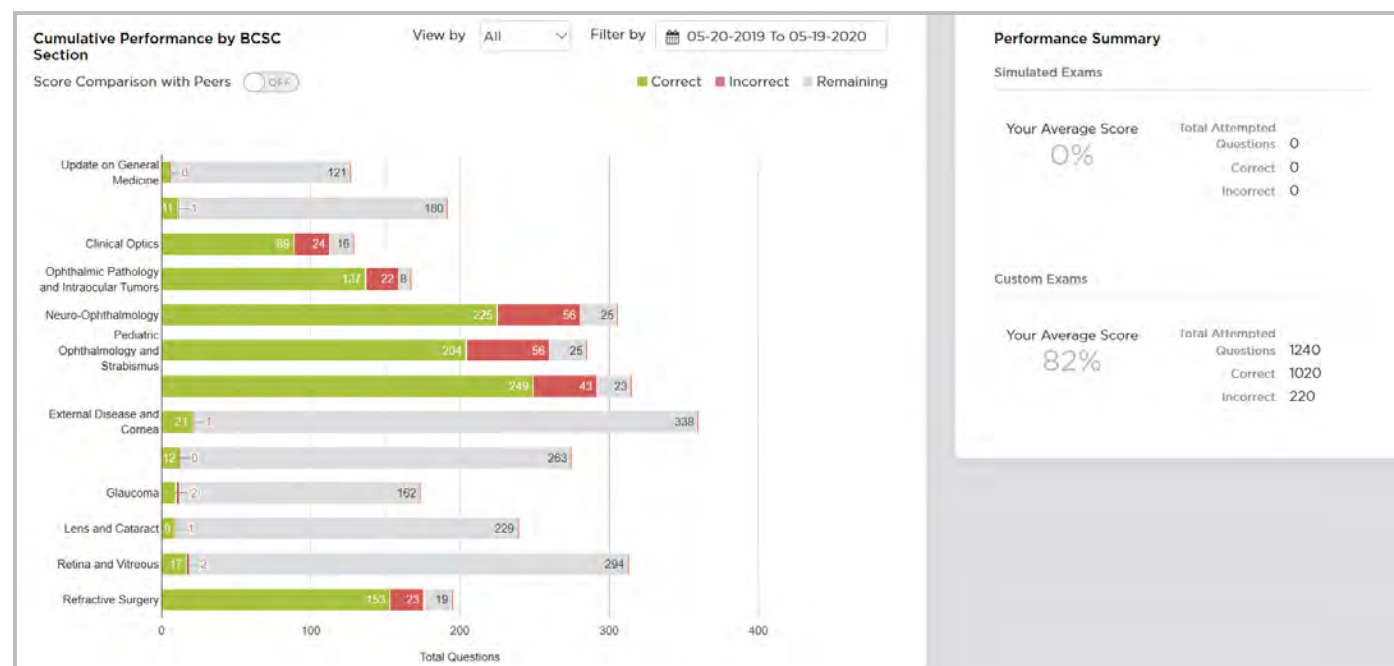 Cumulative Performance by BCSC
Section
View by All
Filter by 05-20-2019 To 05-19-2020
Score Comparison with Peers OFF
Correct Incorrect Remaining
Update on General
Medicine
0 121
11 1 180
Clinical Optics 89 24 16
Ophthalmic Pathology
and Intraocular Tumors
137 22 8
Neuro-Ophthalmology 225 56 25
Pediatric
Ophthalmology and
Strabismus
204 56 25
249 43 23
External Disease and
Cornea
21 1 338
12 0 263
Glaucoma 2 162
Lens and Cataract 1 229
Retina and Vitreous 17 2 294
Refractive Surgery 153 23 19
0 100 200 300 400
Total Questions
Performance Summary
Simulated Exams
Your Average Score
0%
Total Attempted
Questions 0
Correct 0
Incorrect 0
Custom Exams
Your Average Score
82%
Total Attempted
Questions 1240
Correct 1020
Incorrect 220